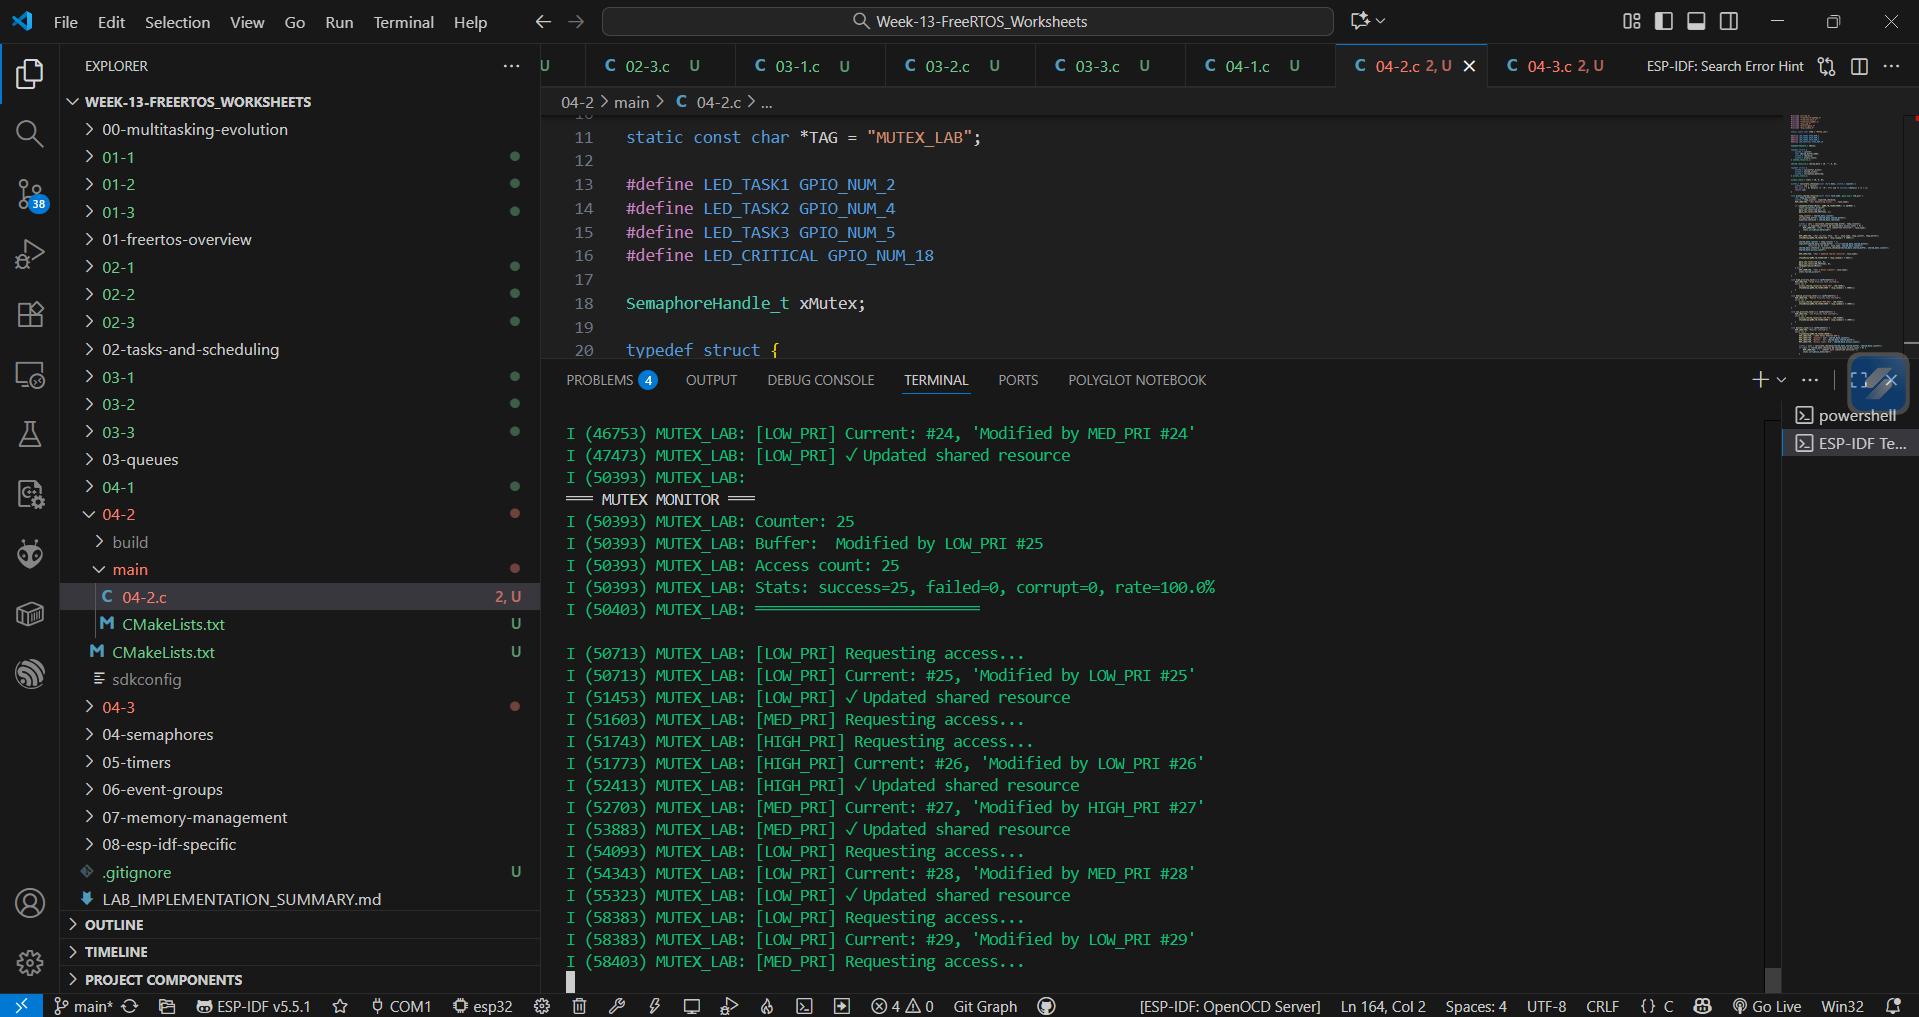 File Edit Selection View Go Run Terminal Help
Week-13-FreeRTOS_Worksheets
EXPLORER
WEEK-13-FREERTOS_WORKSHEETS
00-multitasking-evolution
01-1
01-2
01-3
01-freertos-overview
02-1
02-2
02-3
02-tasks-and-scheduling
03-1
03-2
03-3
03-queues
04-1
04-2
build
main
C 04-2.c 2, U
M CMakeLists.txt U
M CMakeLists.txt U
sdkconfig
04-3
04-semaphores
05-timers
06-event-groups
07-memory-management
08-esp-idf-specific
.gitignore U
LAB_IMPLEMENTATION_SUMMARY.md
OUTLINE
TIMELINE
PROJECT COMPONENTS
38
U C 02-3.c U C 03-1.c U C 03-2.c U C 03-3.c U C 04-1.c U C 04-2.c 2, U C 04-3.c 2, U ESP-IDF: Search Error Hint
04-2 > main > C 04-2.c > ...
10
11 static const char *TAG = "MUTEX_LAB";
12
13 #define LED_TASK1 GPIO_NUM_2
14 #define LED_TASK2 GPIO_NUM_4
15 #define LED_TASK3 GPIO_NUM_5
16 #define LED_CRITICAL GPIO_NUM_18
17
18 SemaphoreHandle_t xMutex;
19
20 typedef struct {
PROBLEMS 4 OUTPUT DEBUG CONSOLE TERMINAL PORTS POLYGLOT NOTEBOOK
powershell
ESP-IDF Te...
I (46753) MUTEX_LAB: [LOW_PRI] Current: #24, 'Modified by MED_PRI #24'
I (47473) MUTEX_LAB: [LOW_PRI] ✓ Updated shared resource
I (50393) MUTEX_LAB:
═══ MUTEX MONITOR ═══
I (50393) MUTEX_LAB: Counter: 25
I (50393) MUTEX_LAB: Buffer:  Modified by LOW_PRI #25
I (50393) MUTEX_LAB: Access count: 25
I (50393) MUTEX_LAB: Stats: success=25, failed=0, corrupt=0, rate=100.0%
I (50403) MUTEX_LAB: ═════════════════════════
I (50713) MUTEX_LAB: [LOW_PRI] Requesting access...
I (50713) MUTEX_LAB: [LOW_PRI] Current: #25, 'Modified by LOW_PRI #25'
I (51453) MUTEX_LAB: [LOW_PRI] ✓ Updated shared resource
I (51603) MUTEX_LAB: [MED_PRI] Requesting access...
I (51743) MUTEX_LAB: [HIGH_PRI] Requesting access...
I (51773) MUTEX_LAB: [HIGH_PRI] Current: #26, 'Modified by LOW_PRI #26'
I (52413) MUTEX_LAB: [HIGH_PRI] ✓ Updated shared resource
I (52703) MUTEX_LAB: [MED_PRI] Current: #27, 'Modified by HIGH_PRI #27'
I (53883) MUTEX_LAB: [MED_PRI] ✓ Updated shared resource
I (54093) MUTEX_LAB: [LOW_PRI] Requesting access...
I (54343) MUTEX_LAB: [LOW_PRI] Current: #28, 'Modified by MED_PRI #28'
I (55323) MUTEX_LAB: [LOW_PRI] ✓ Updated shared resource
I (58383) MUTEX_LAB: [LOW_PRI] Requesting access...
I (58383) MUTEX_LAB: [LOW_PRI] Current: #29, 'Modified by LOW_PRI #29'
I (58403) MUTEX_LAB: [MED_PRI] Requesting access...
main* ESP-IDF v5.5.1 COM1 esp32 4 0 Git Graph [ESP-IDF: OpenOCD Server] Ln 164, Col 2 Spaces: 4 UTF-8 CRLF {} C Go Live Win32